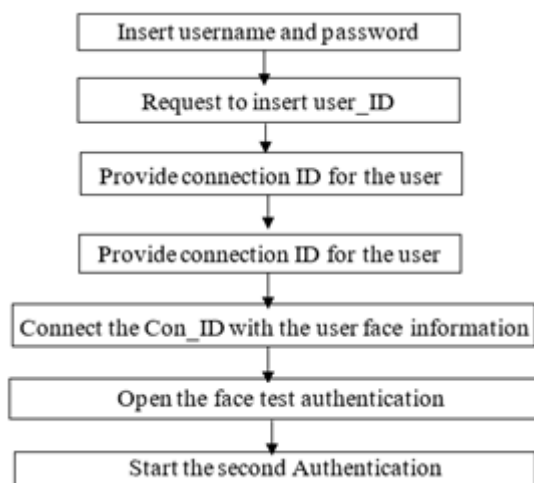 Insert username and password
Request to insert user_ID
Provide connection ID for the user
Provide connection ID for the user
Connect the Con_ID with the user face information
Open the face test authentication
Start the second Authentication